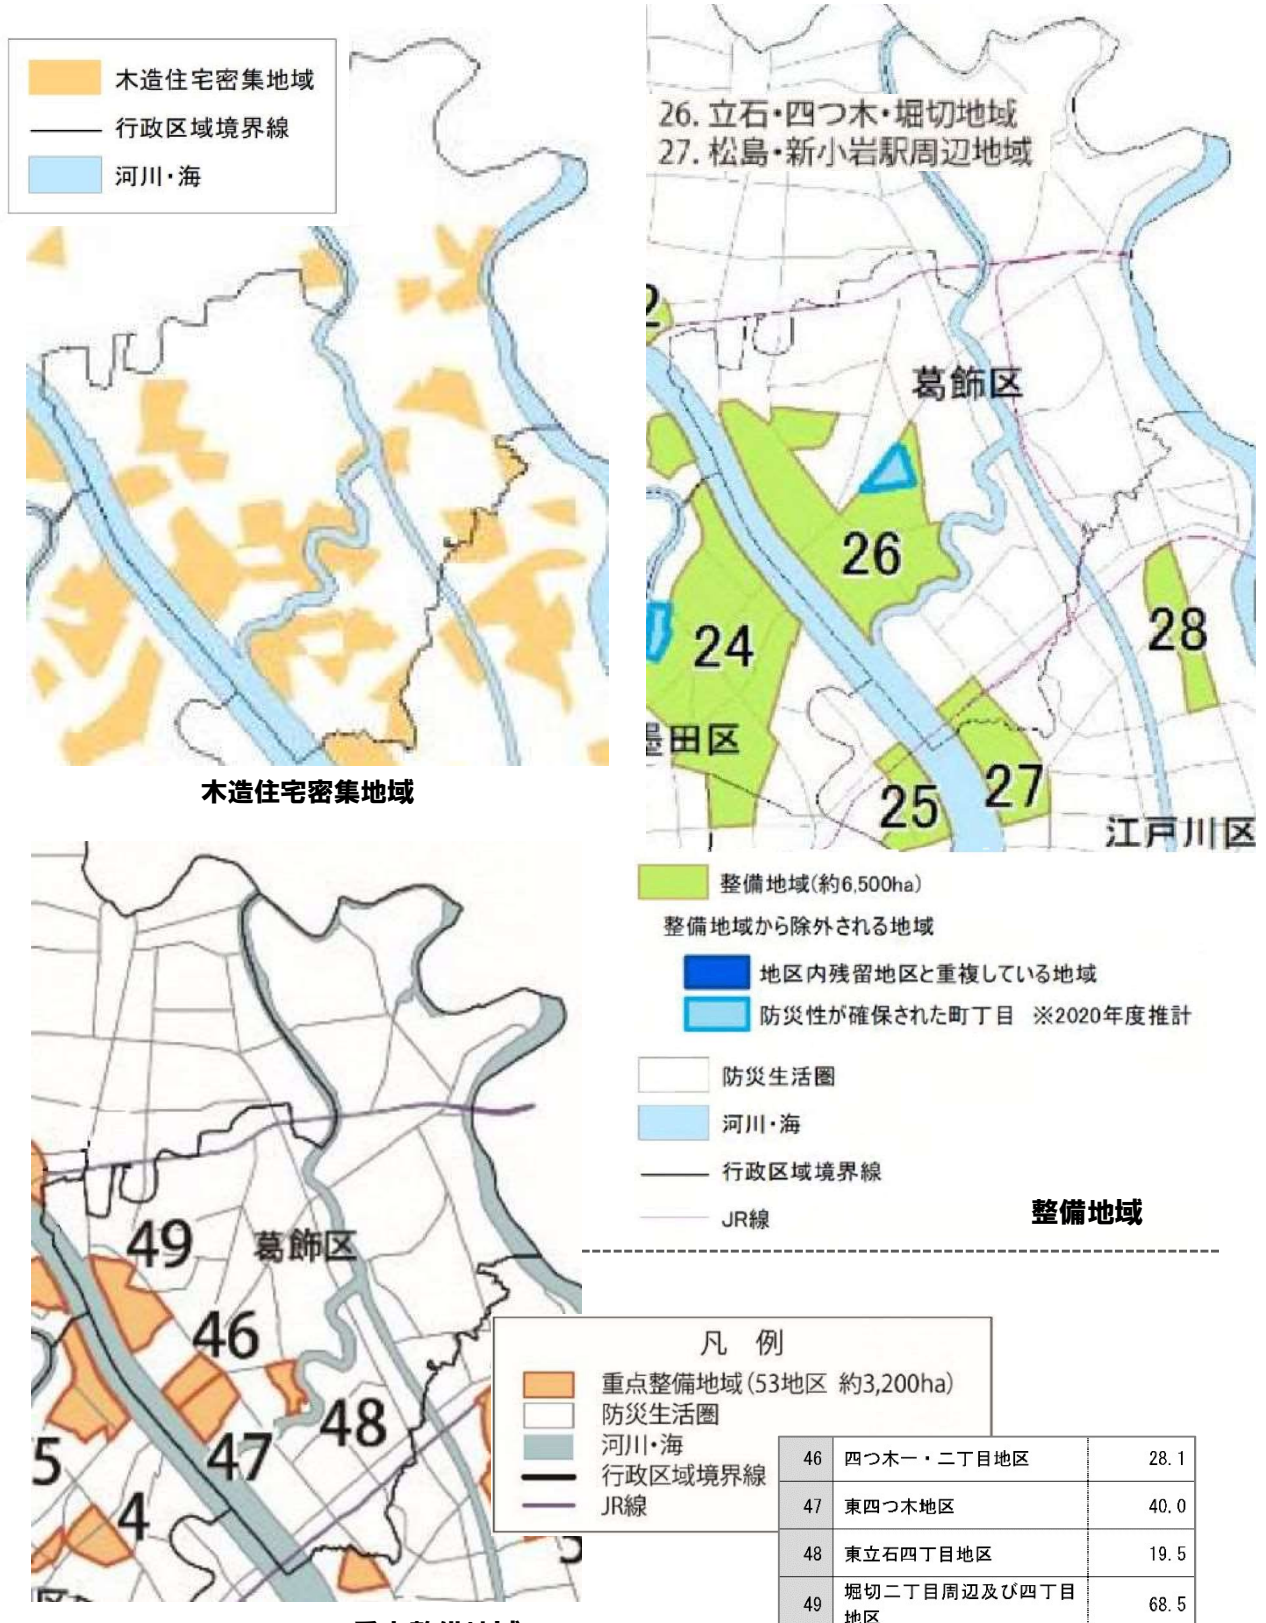 木造住宅密集地域
行政区域境界線
河川・海
木造住宅密集地域
26. 立石・四つ木・堀切地域
27. 松島・新小岩駅周辺地域
葛飾区
26
24
28
墨田区
25
27
江戸川区
整備地域(約6,500ha)
整備地域から除外される地域
地区内残留地区と重複している地域
防災性が確保された町丁目 ※2020年度推計
防災生活圏
河川・海
行政区域境界線
JR線
整備地域
49
葛飾区
46
48
47
5
4
凡 例
重点整備地域(53地区 約3,200ha)
防災生活圏
河川・海
行政区域境界線
JR線
46 四つ木一・二丁目地区 28.1
47 東四つ木地区 40.0
48 東立石四丁目地区 19.5
49 堀切二丁目周辺及び四丁目地区 68.5